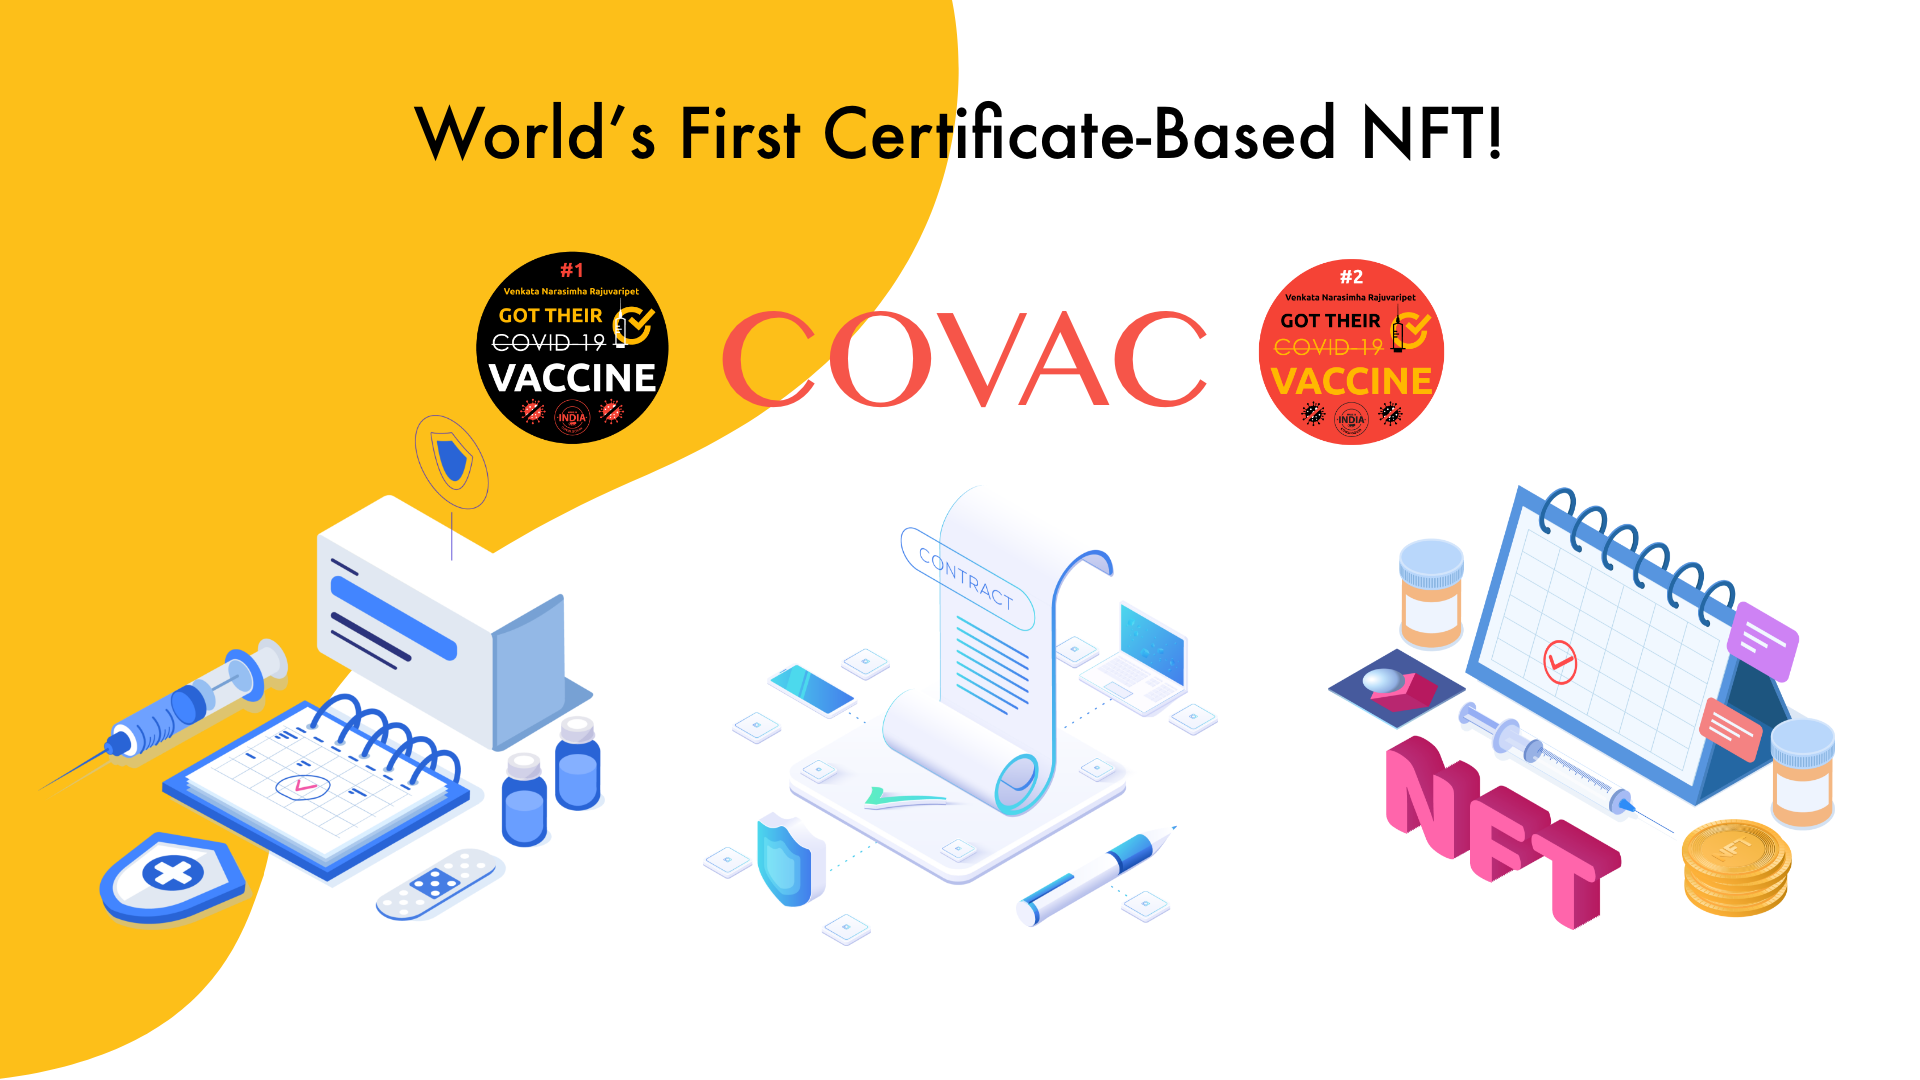 World's First Certificate-Based NFT!
#1
Venkata Narasimha Rajuvaripet
GOT THEIR
COVID-19
VACCINE
INDIA
COVAC
#2
Venkata Narasimha Rajuvaripet
GOT THEIR
COVID-19
VACCINE
INDIA
CONTRACT
NFT
NFT